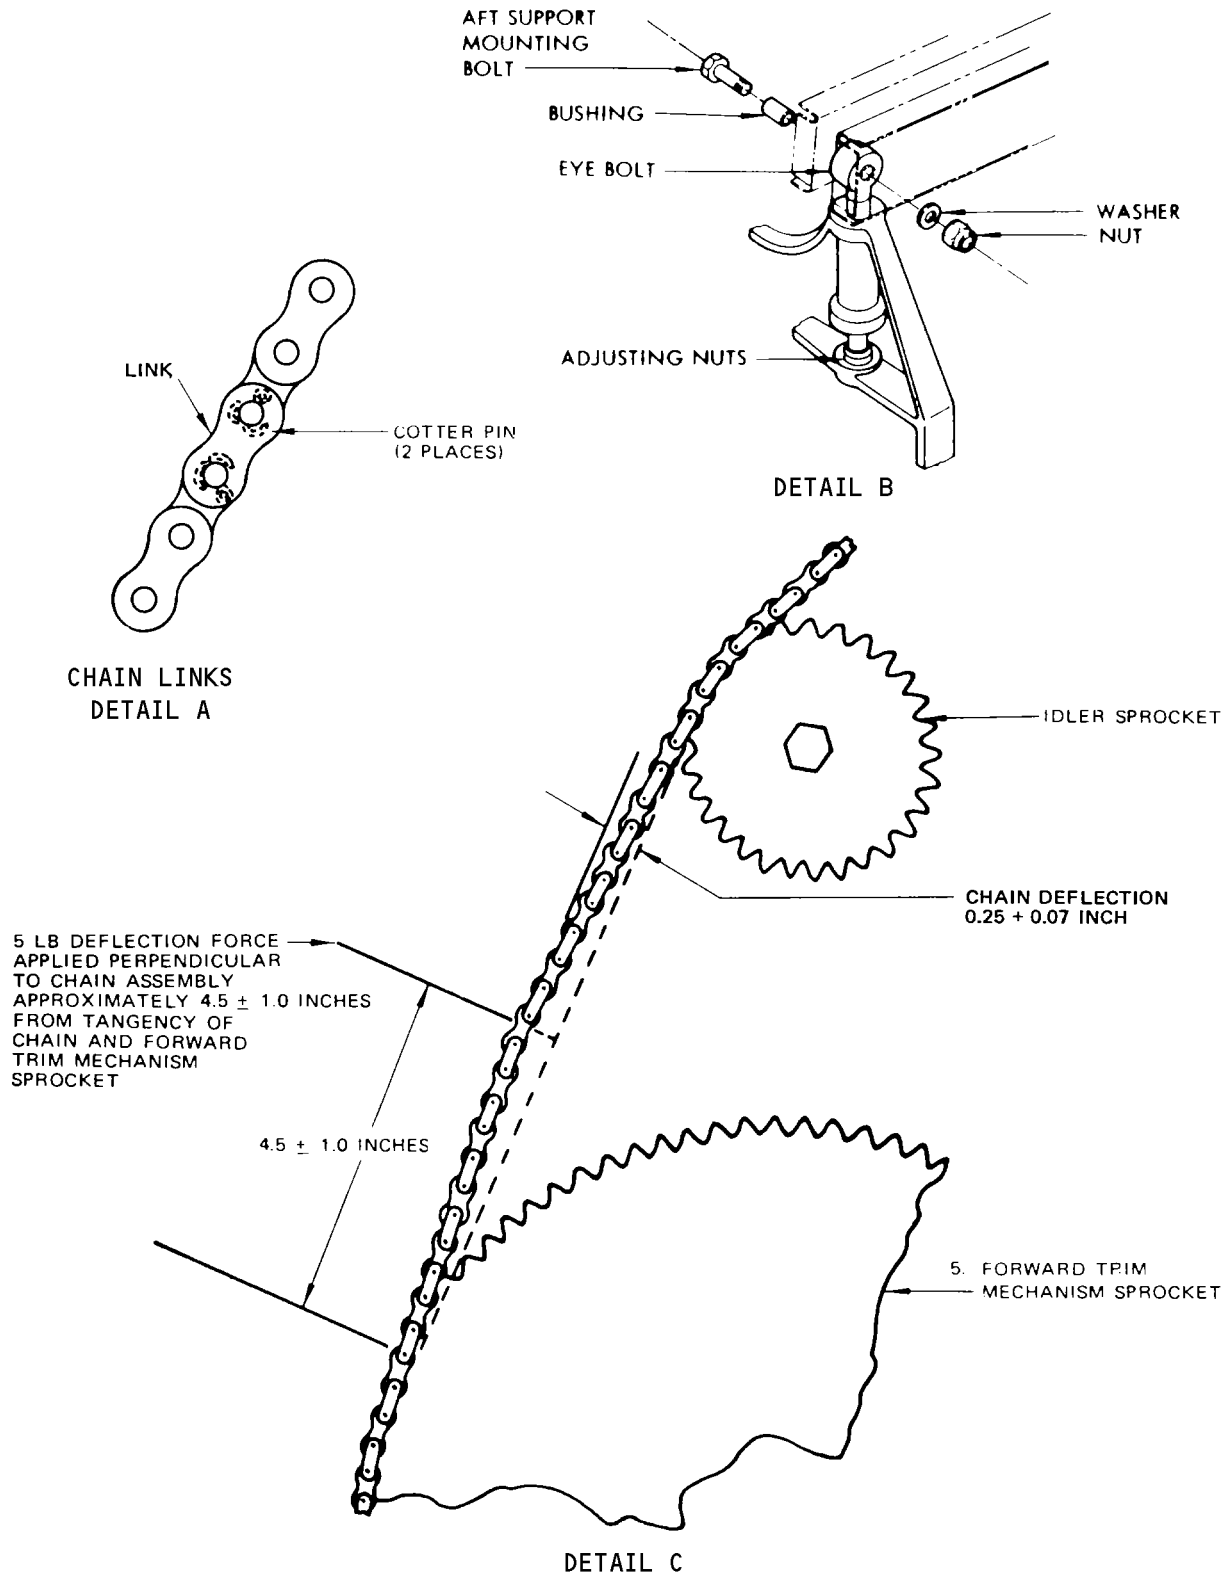 AFT SUPPORT
MOUNTING
BOLT
BUSHING
EYE BOLT
WASHER
NUT
ADJUSTING NUTS
DETAIL B
LINK
COTTER PIN
(2 PLACES)
CHAIN LINKS
DETAIL A
IDLER SPROCKET
CHAIN DEFLECTION
0.25 + 0.07 INCH
5 LB DEFLECTION FORCE
APPLIED PERPENDICULAR
TO CHAIN ASSEMBLY
APPROXIMATELY 4.5 ± 1.0 INCHES
FROM TANGENCY OF
CHAIN AND FORWARD
TRIM MECHANISM
SPROCKET
4.5 ± 1.0 INCHES
5. FORWARD TRIM
MECHANISM SPROCKET
DETAIL C